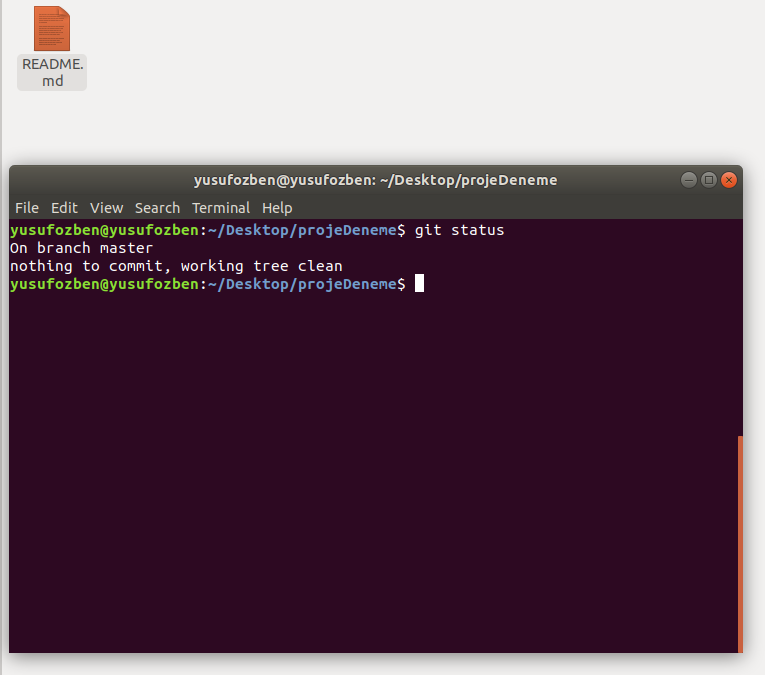 README.
md
yusufozben@yusufozben: ~/Desktop/projeDeneme
File Edit View Search Terminal Help
yusufozben@yusufozben:~/Desktop/projeDeneme$ git status
On branch master
nothing to commit, working tree clean
yusufozben@yusufozben:~/Desktop/projeDeneme$